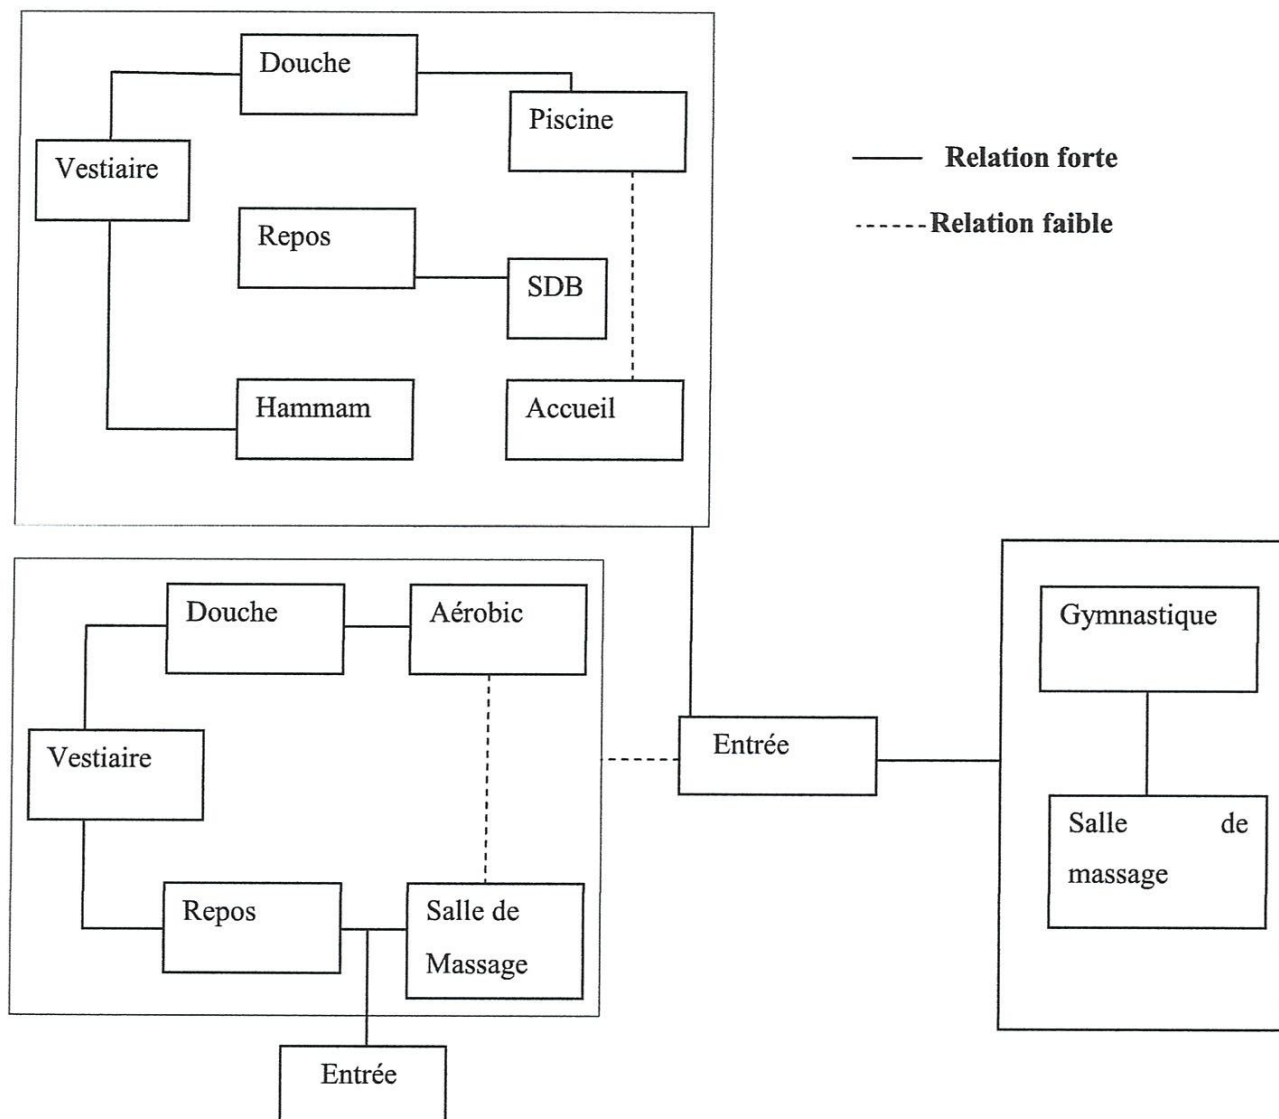 Douche
Piscine
Vestiaire
Repos
SDB
Hammam
Accueil
Relation forte
Relation faible
Douche
Aérobic
Vestiaire
Repos
Salle de
Massage
Entrée
Entrée
Gymnastique
Salle de
massage